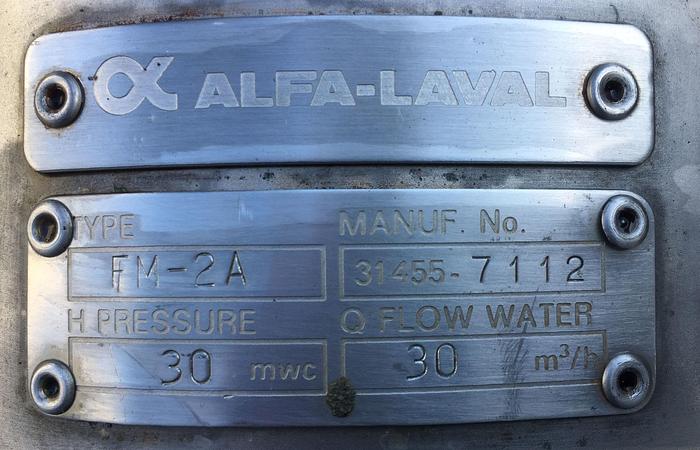 α ALFA-LAVAL
TYPE MANUF. No.
FM-2A 31455-7112
H PRESSURE Q FLOW WATER
30 mwc 30 m³/h